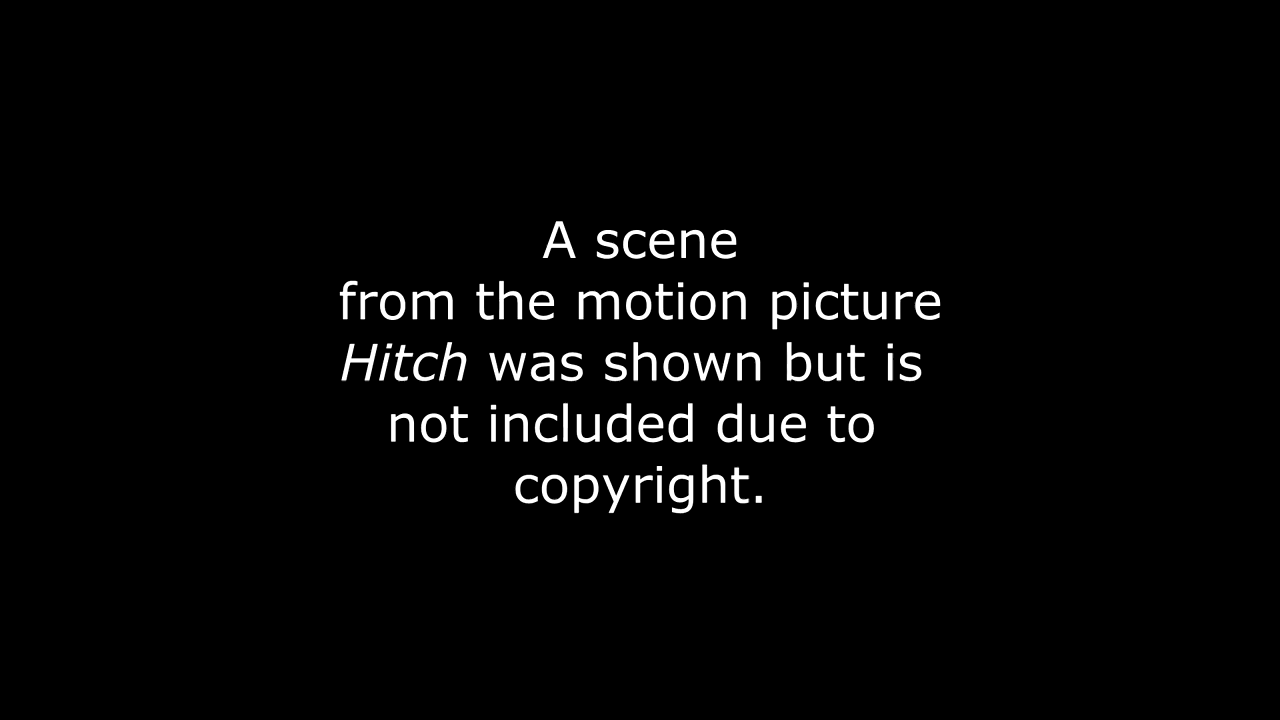 A scene
from the motion picture
Hitch was shown but is
not included due to
copyright.